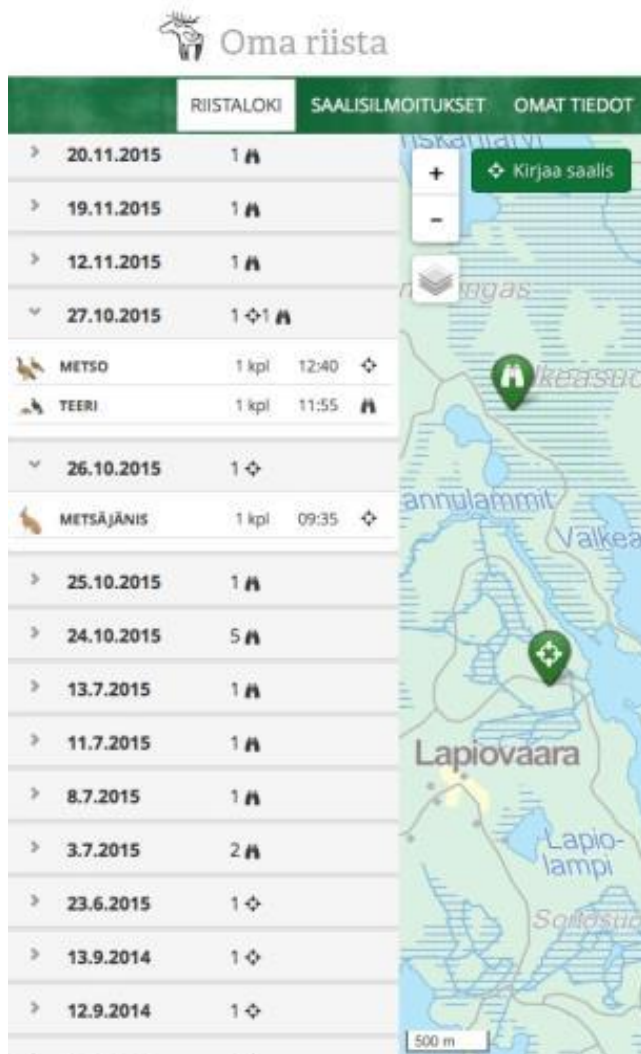 Oma riista
RIISTALOKI SAALISILMOITUKSET OMAT TIEDOT
20.11.2015 1
19.11.2015 1
12.11.2015 1
27.10.2015 1 1
METSO 1 kpl 12:40
TEERI 1 kpl 11:55
26.10.2015 1
METSÄJÄNIS 1 kpl 09:35
25.10.2015 1
24.10.2015 5
13.7.2015 1
11.7.2015 1
8.7.2015 1
3.7.2015 2
23.6.2015 1
13.9.2014 1
12.9.2014 1
+
Kirjaa saalis
-
lkeasuo
annulammit
Valkea
Lapiovaara
Lapio-
lampi
500 m